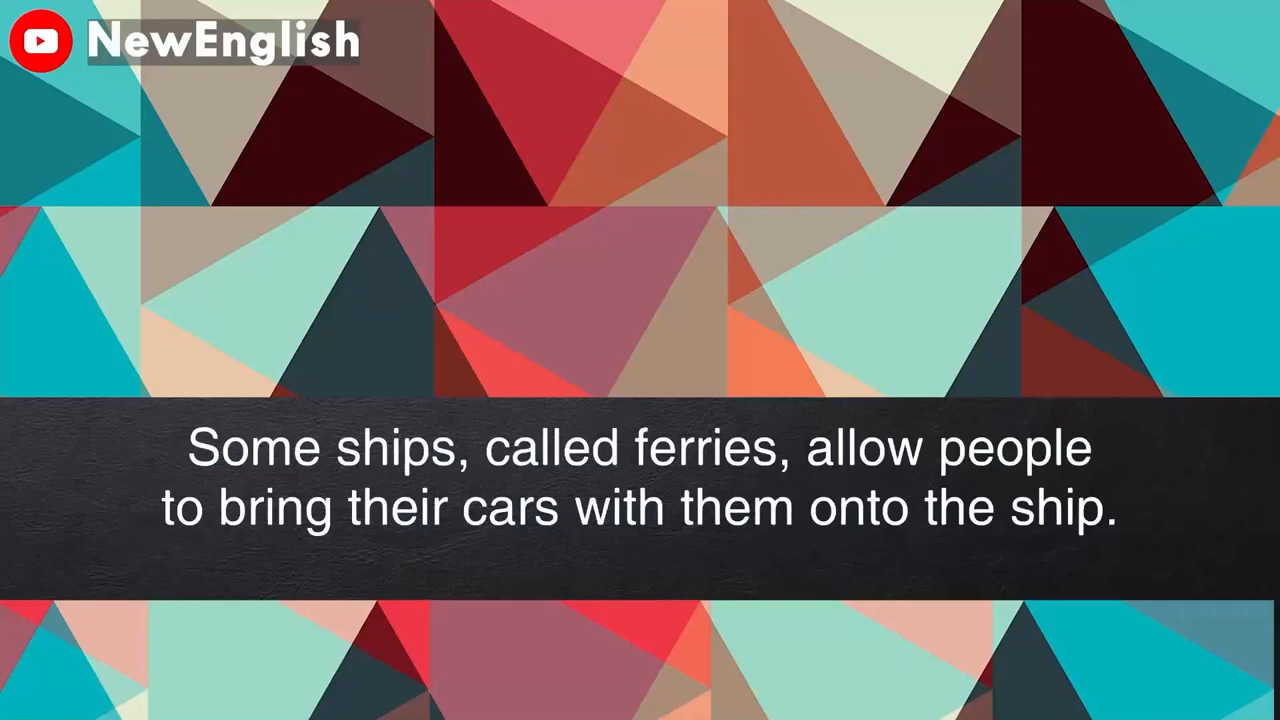 NewEnglish
Some ships, called ferries, allow people
to bring their cars with them onto the ship.